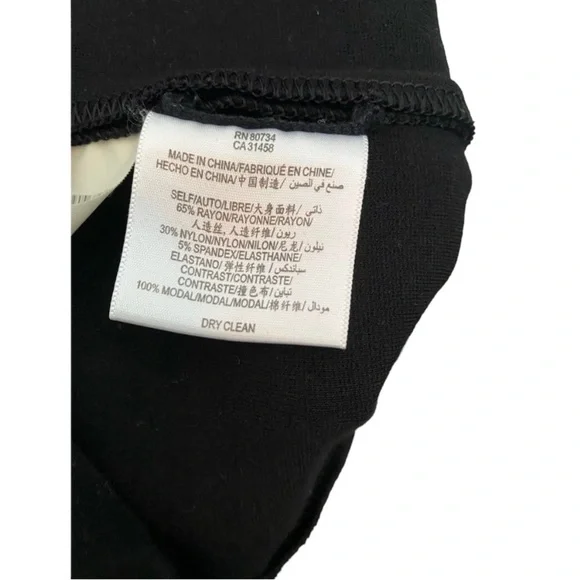 RN 80734
CA 31458
MADE IN CHINA/FABRIQUÉ EN CHINE/
HECHO EN CHINA/中国制造/ صنع في الصين
SELF/AUTO/LIBRE/大身面料/ ذاتي
65% RAYON/RAYONNE/RAYON/
人造丝, 人造纤维/ ريون
30% NYLON/NYLON/NILON/尼龙/ نيلون
5% SPANDEX/ELASTHANNE/
ELASTANO/弹性纤维/ سباندكس
CONTRAST/CONTRASTE/
CONTRASTE/撞色布/ تباين
100% MODAL/MODAL/MODAL/棉纤维/ مودال
DRY CLEAN